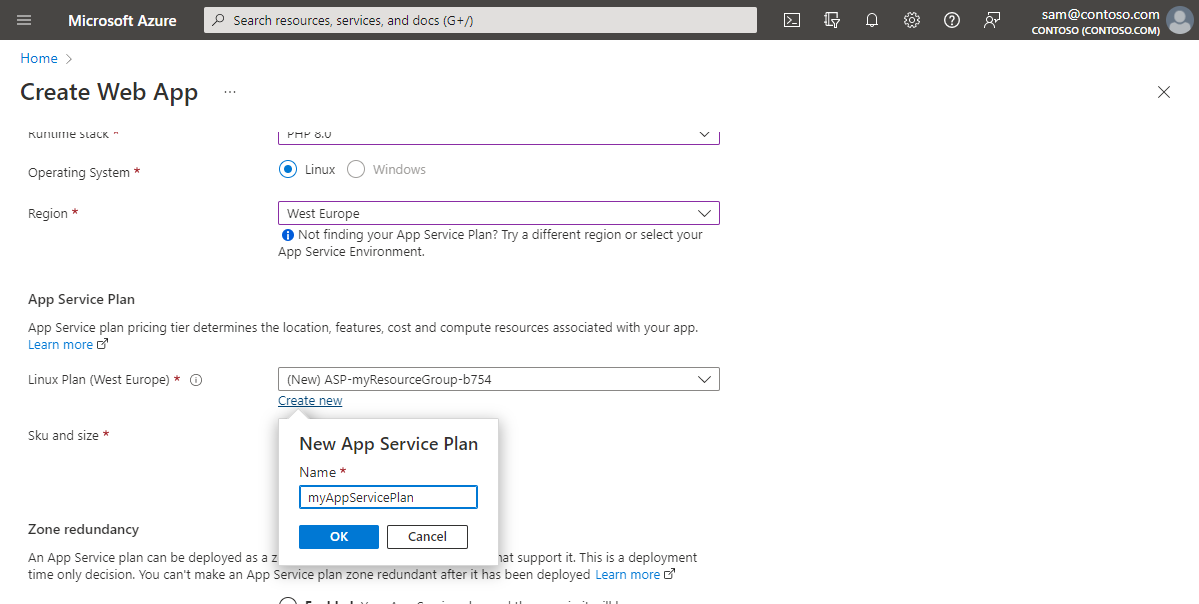 Microsoft Azure
Search resources, services, and docs (G+/)
sam@contoso.com
CONTOSO (CONTOSO.COM)
Home
Create Web App
...
Runtime stack *
PHP 8.0
Operating System *
Linux
Windows
Region *
West Europe
Not finding your App Service Plan? Try a different region or select your
App Service Environment.
App Service Plan
App Service plan pricing tier determines the location, features, cost and compute resources associated with your app.
Learn more
Linux Plan (West Europe) *
(New) ASP-myResourceGroup-b754
Create new
Sku and size *
New App Service Plan
Name *
myAppServicePlan
OK
Cancel
Zone redundancy
An App Service plan can be deployed as a z hat support it. This is a deployment
time only decision. You can't make an App Service plan zone redundant after it has been deployed Learn more